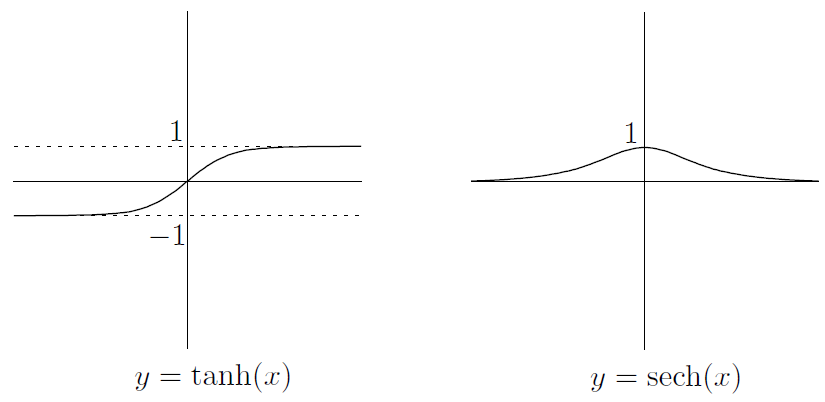 1
−1
y = tanh(x)
1
y = sech(x)